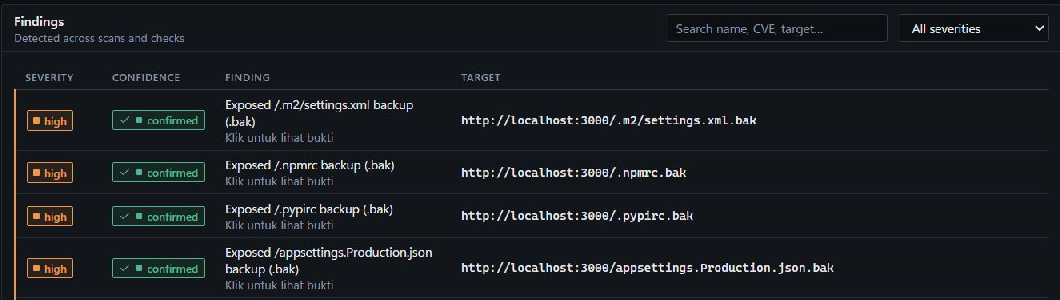 Findings
Detected across scans and checks
Search name, CVE, target...
All severities
SEVERITY CONFIDENCE FINDING TARGET
high confirmed Exposed /.m2/settings.xml backup (.bak) http://localhost:3000/.m2/settings.xml.bak
Klik untuk lihat bukti
high confirmed Exposed /.npmrc backup (.bak) http://localhost:3000/.npmrc.bak
Klik untuk lihat bukti
high confirmed Exposed /.pypirc backup (.bak) http://localhost:3000/.pypirc.bak
Klik untuk lihat bukti
high confirmed Exposed /appsettings.Production.json backup (.bak) http://localhost:3000/appsettings.Production.json.bak
Klik untuk lihat bukti